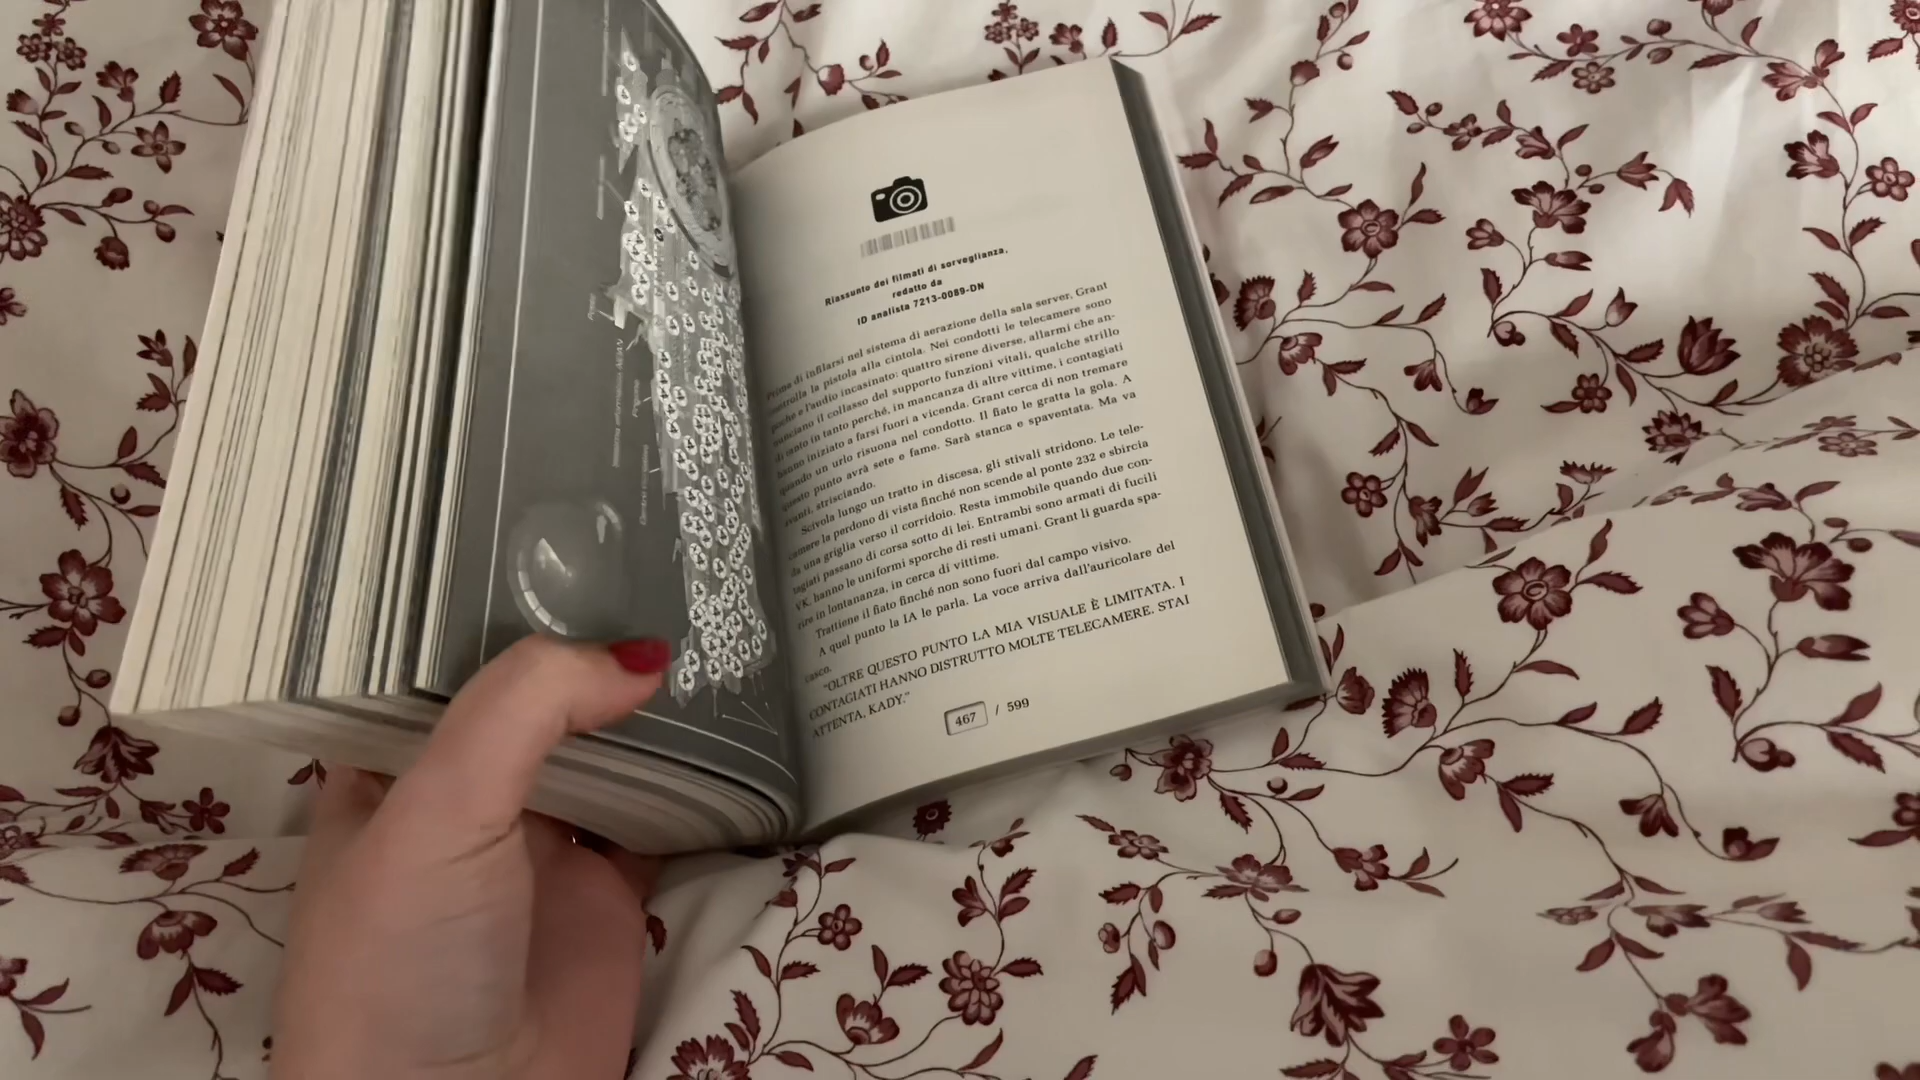 Riassunto dei filmati di sorveglianza,
redatto da
ID analista 7213-0089-DN
Prima di infilarsi nel sistema di aerazione della sala server, Grant
controlla la pistola alla cintola. Nei condotti le telecamere sono
poche e l'audio incasinato: quattro sirene diverse, allarmi che an-
nunciano il collasso del supporto funzioni vitali, qualche strillo
di tanto in tanto perché, in mancanza di altre vittime, i contagiati
hanno iniziato a farsi fuori a vicenda. Grant cerca di non tremare
quando un urlo risuona nel condotto. Il fiato le gratta la gola. A
questo punto avrà sete e fame. Sarà stanca e spaventata. Ma va
avanti, strisciando.
Scivola lungo un tratto in discesa, gli stivali stridono. Le tele-
camere la perdono di vista finché non scende al ponte 232 e sbircia
da una griglia verso il corridoio. Resta immobile quando due con-
tagiati passano di corsa sotto di lei. Entrambi sono armati di fucili
VK, hanno le uniformi sporche di resti umani. Grant li guarda spa-
rire in lontananza, in cerca di vittime.
Trattiene il fiato finché non sono fuori dal campo visivo.
A quel punto la IA le parla. La voce arriva dall'auricolare del
casco.
"OLTRE QUESTO PUNTO LA MIA VISUALE È LIMITATA. I
CONTAGIATI HANNO DISTRUTTO MOLTE TELECAMERE. STAI
ATTENTA, KADY."
467 / 599